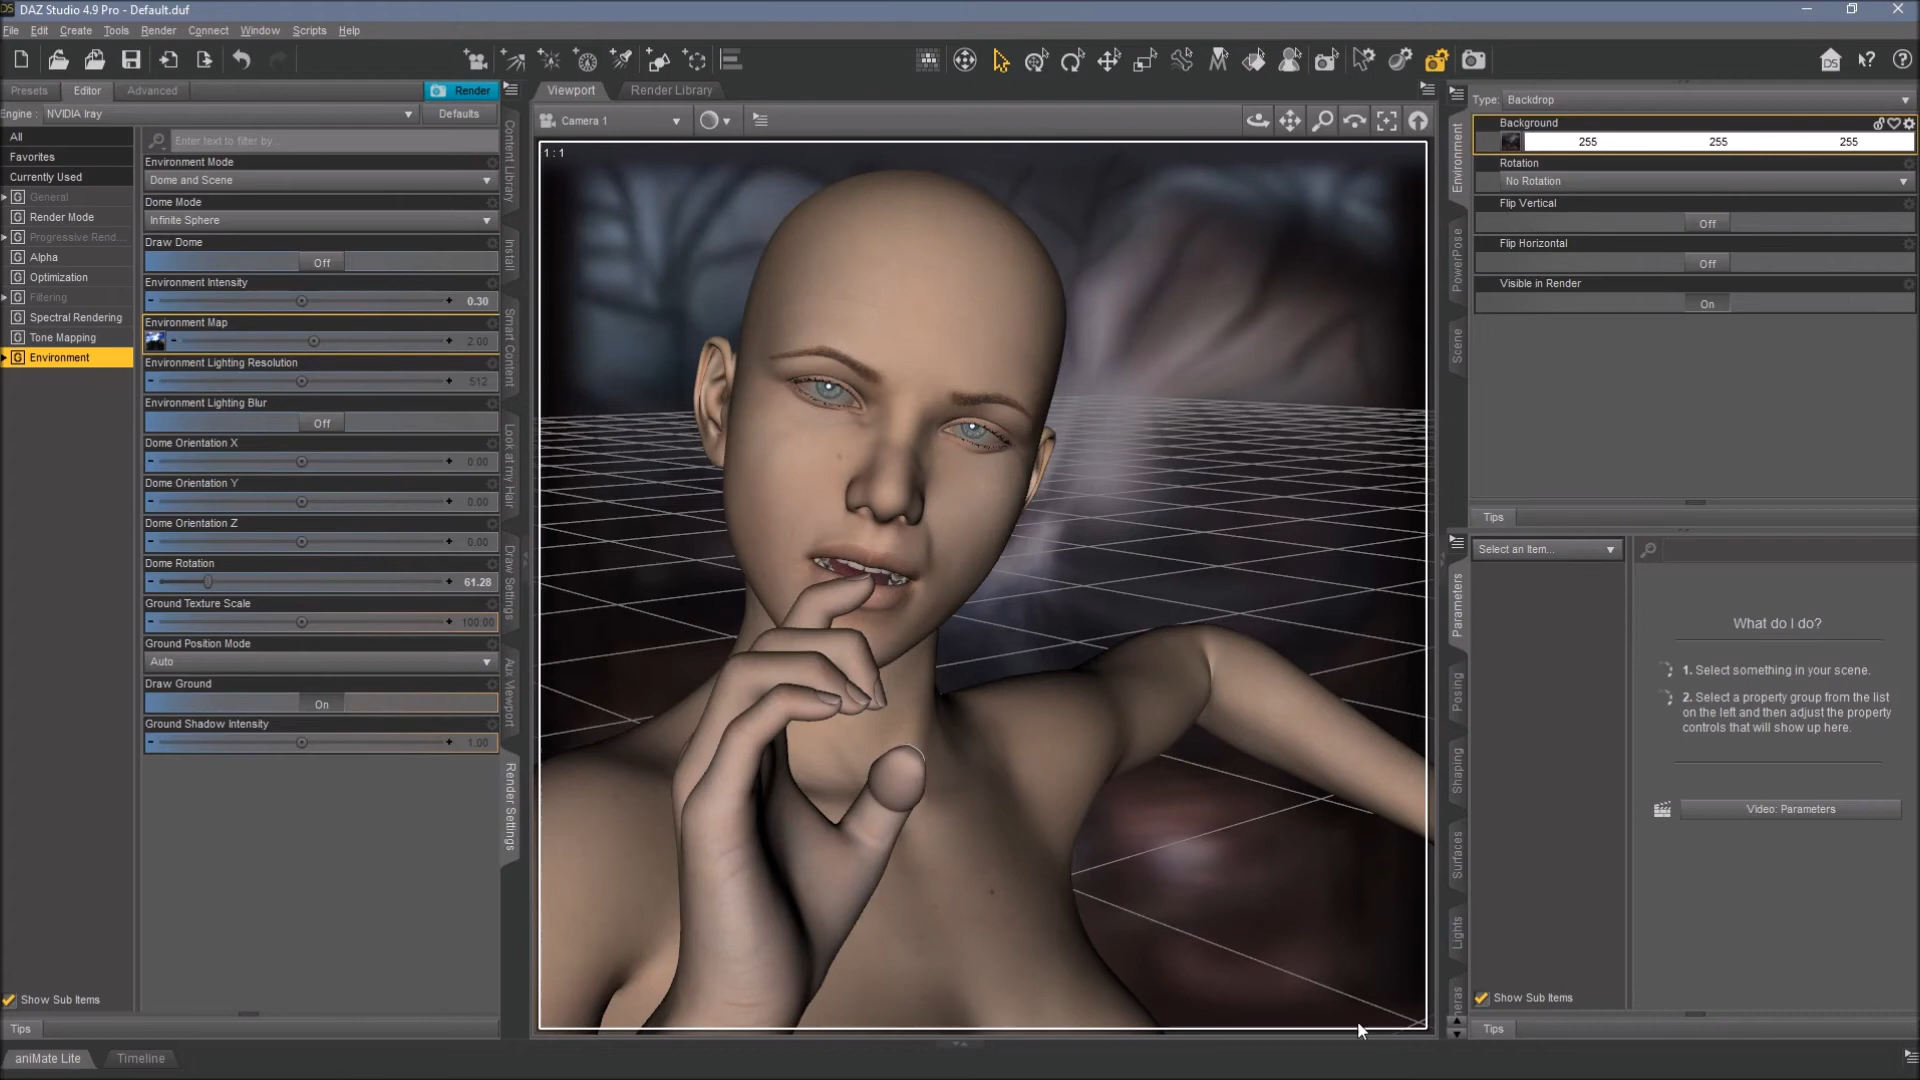 DAZ Studio 4.9 Pro - Default.duf
File Edit Create Tools Render Connect Window Scripts Help
Presets Editor Advanced Render
Engine : NVIDIA Iray Defaults
Enter text to filter by...
All
Favorites
Currently Used
General
Render Mode
Progressive Rend...
Alpha
Optimization
Filtering
Spectral Rendering
Tone Mapping
Environment
Environment Mode
Dome and Scene
Dome Mode
Infinite Sphere
Draw Dome
Off
Environment Intensity
0.30
Environment Map
2.00
Environment Lighting Resolution
512
Environment Lighting Blur
Off
Dome Orientation X
0.00
Dome Orientation Y
0.00
Dome Orientation Z
0.00
Dome Rotation
61.28
Ground Texture Scale
100.00
Ground Position Mode
Auto
Draw Ground
On
Ground Shadow Intensity
1.00
Show Sub Items
Tips
aniMate Lite Timeline
Content Library
Install
Smart Content
Look at my Hair
Draw Settings
Aux Viewport
Render Settings
Viewport Render Library
Camera 1
1 : 1
Environment
PowerPose
Scene
Type: Backdrop
Background
255 255 255
Rotation
No Rotation
Flip Vertical
Off
Flip Horizontal
Off
Visible in Render
On
Tips
Parameters
Posing
Shaping
Surfaces
Lights
Select an Item...
What do I do?
1. Select something in your scene.
2. Select a property group from the list
on the left and then adjust the property
controls that will show up here.
Video: Parameters
Show Sub Items
Tips